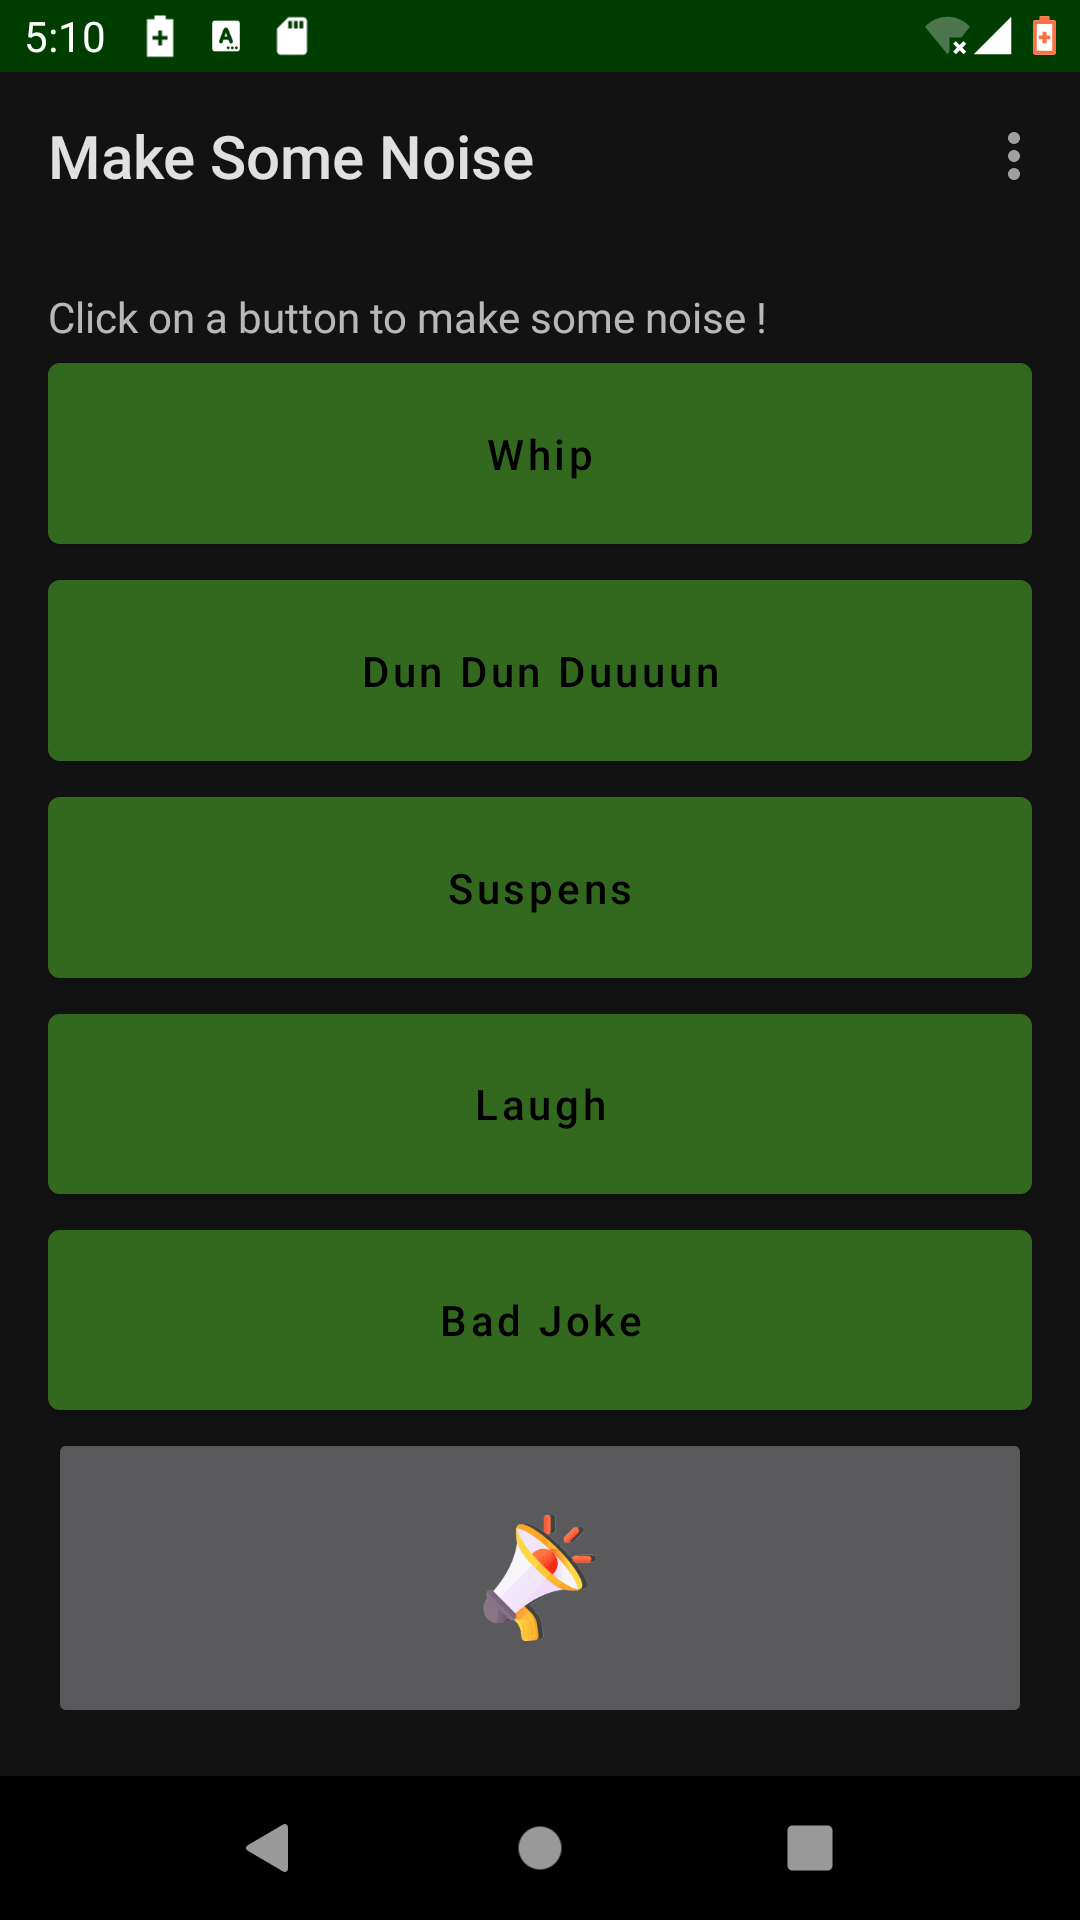 5:10
Make Some Noise
Click on a button to make some noise !
Whip
Dun Dun Duuuun
Suspens
Laugh
Bad Joke